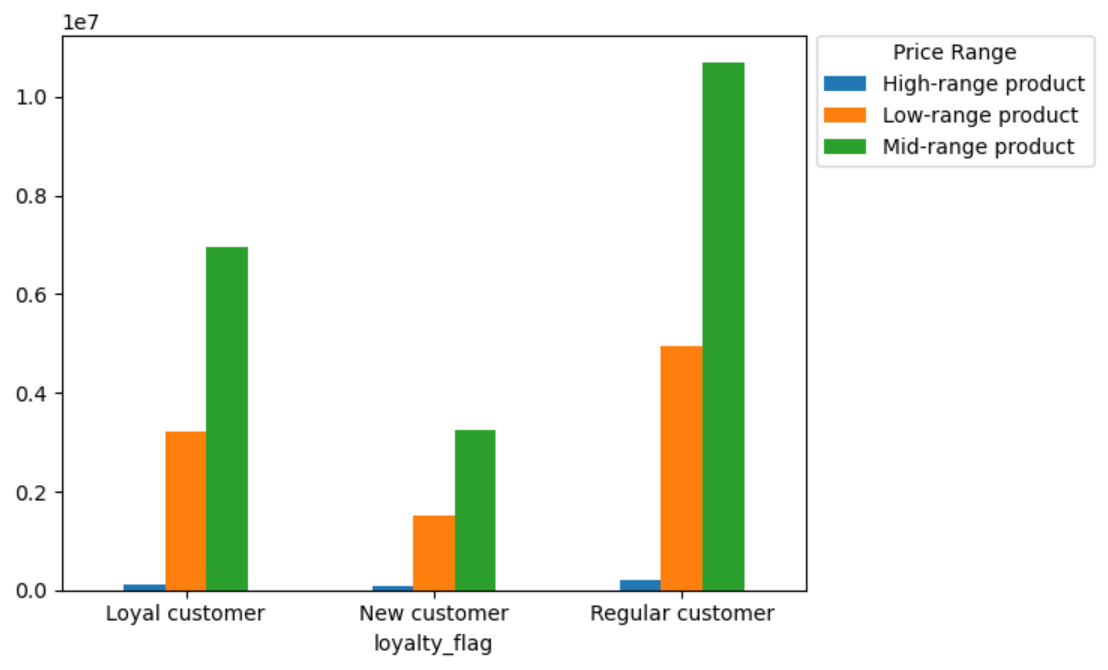 1e7
1.0
0.8
0.6
0.4
0.2
0.0
Loyal customer New customer Regular customer
loyalty_flag
Price Range
High-range product
Low-range product
Mid-range product